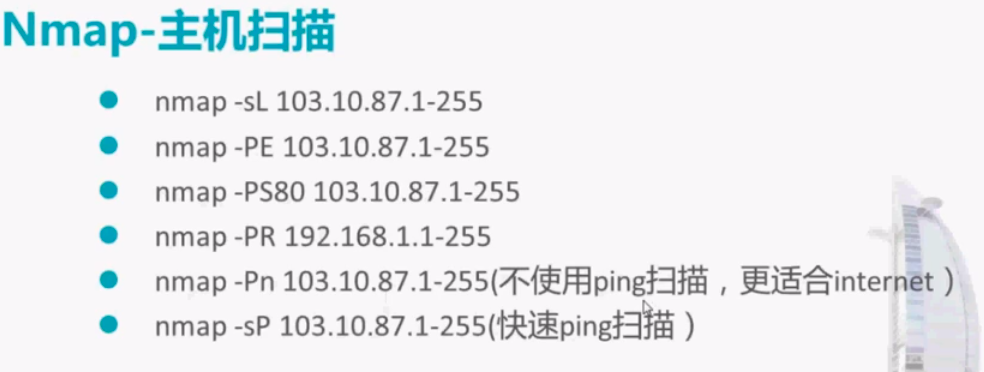 Nmap-主机扫描
nmap -sL 103.10.87.1-255
nmap -PE 103.10.87.1-255
nmap -PS80 103.10.87.1-255
nmap -PR 192.168.1.1-255
nmap -Pn 103.10.87.1-255(不使用ping扫描，更适合internet）
nmap -sP 103.10.87.1-255(快速ping扫描）